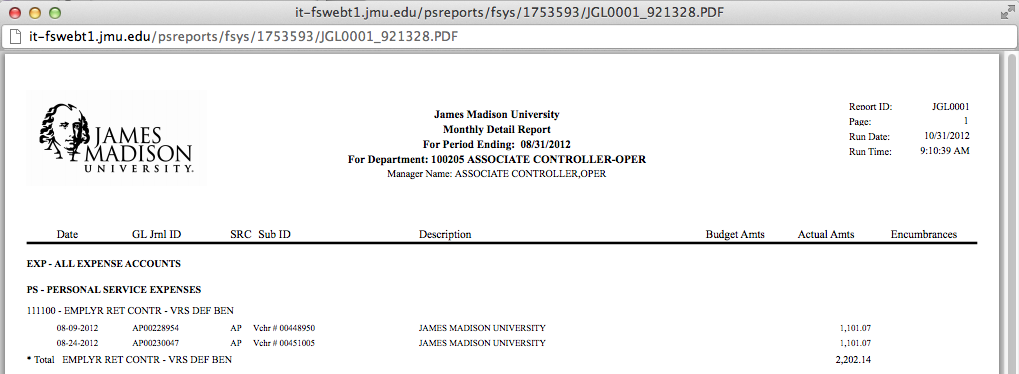 it-fswebt1.jmu.edu/psreports/fsys/1753593/JGL0001_921328.PDF
it-fswebt1.jmu.edu/psreports/fsys/1753593/JGL0001_921328.PDF
JAMES
MADISON
UNIVERSITY.
James Madison University
Monthly Detail Report
For Period Ending: 08/31/2012
For Department: 100205 ASSOCIATE CONTROLLER-OPER
Manager Name: ASSOCIATE CONTROLLER,OPER
Report ID: JGL0001
Page: 1
Run Date: 10/31/2012
Run Time: 9:10:39 AM
Date GL Jrnl ID SRC Sub ID Description Budget Amts Actual Amts Encumbrances
EXP - ALL EXPENSE ACCOUNTS
PS - PERSONAL SERVICE EXPENSES
111100 - EMPLYR RET CONTR - VRS DEF BEN
08-09-2012 AP00228954 AP Vchr # 00448950 JAMES MADISON UNIVERSITY 1,101.07
08-24-2012 AP00230047 AP Vchr # 00451005 JAMES MADISON UNIVERSITY 1,101.07
* Total EMPLYR RET CONTR - VRS DEF BEN 2,202.14